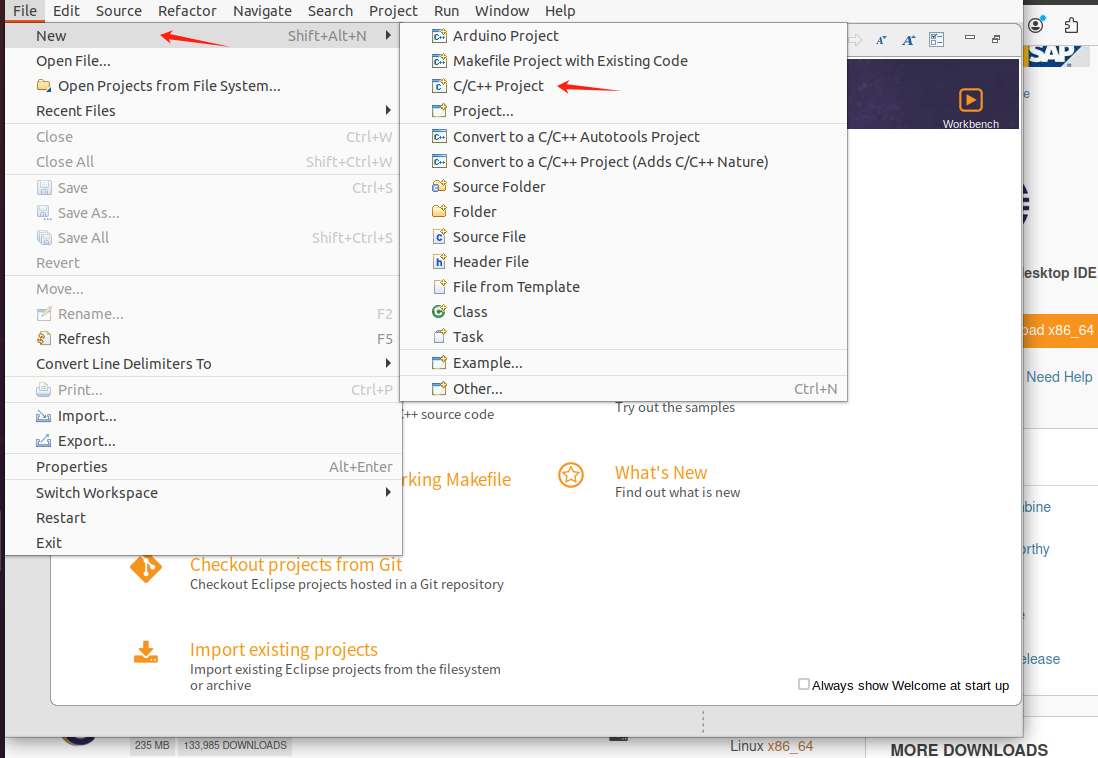 File Edit Source Refactor Navigate Search Project Run Window Help
New Shift+Alt+N
Open File...
Open Projects from File System...
Recent Files
Close Ctrl+W
Close All Shift+Ctrl+W
Save Ctrl+S
Save As...
Save All Shift+Ctrl+S
Revert
Move...
Rename... F2
Refresh F5
Convert Line Delimiters To
Print... Ctrl+P
Import...
Export...
Properties Alt+Enter
Switch Workspace
Restart
Exit
Arduino Project
Makefile Project with Existing Code
C/C++ Project
Project...
Convert to a C/C++ Autotools Project
Convert to a C/C++ Project (Adds C/C++ Nature)
Source Folder
Folder
Source File
Header File
File from Template
Class
Task
Example...
Other... Ctrl+N
Workbench
++ source code
Try out the samples
rking Makefile
What's New
Find out what is new
Checkout projects from Git
Checkout Eclipse projects hosted in a Git repository
Import existing projects
Import existing Eclipse projects from the filesystem
or archive
Always show Welcome at start up
SAP
e
esktop IDE
oad x86_64
Need Help
bine
orthy
e
elease
235 MB 133,985 DOWNLOADS
Linux x86_64
MORE DOWNLOADS